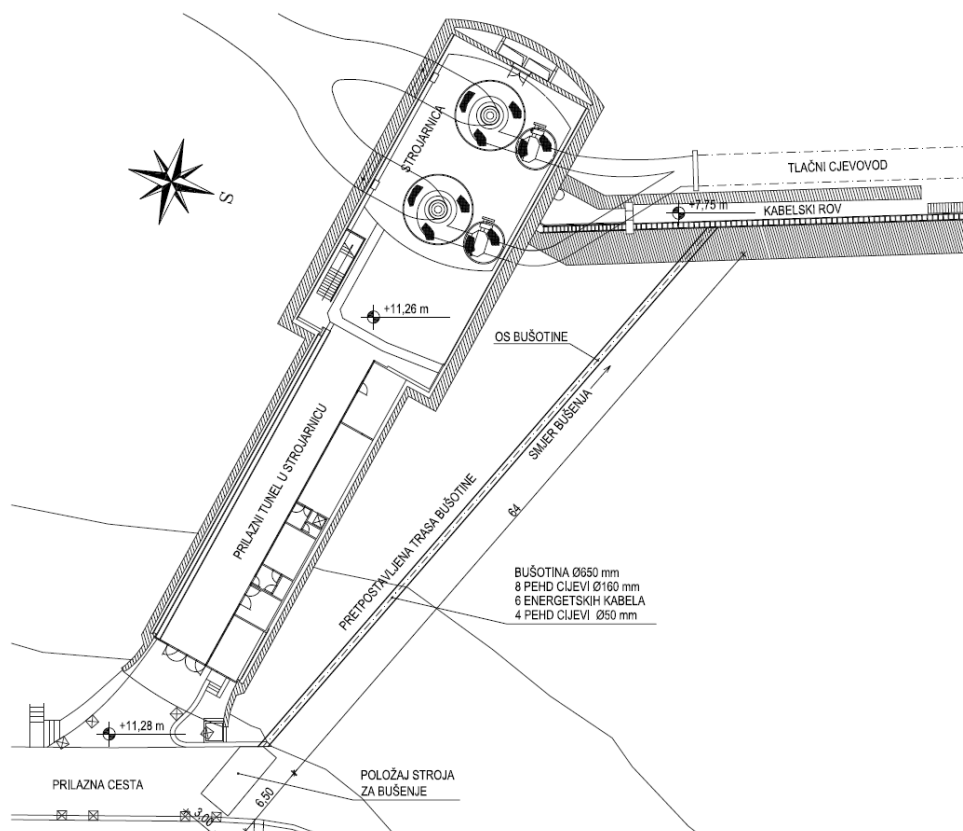 STROJARNICA
TLAČNI CJEVOVOD
+7,75 m
KABELSKI ROV
S
+11,26 m
OS BUŠOTINE
SMJER BUŠENJA
PRILAZNI TUNEL U STROJARNICU
PRETPOSTAVLJENA TRASA BUŠOTINE
64
BUŠOTINA Ø650 mm
8 PEHD CIJEVI Ø160 mm
6 ENERGETSKIH KABELA
4 PEHD CIJEVI Ø50 mm
+11,28 m
PRILAZNA CESTA
POLOŽAJ STROJA
ZA BUŠENJE
6,50
3,00